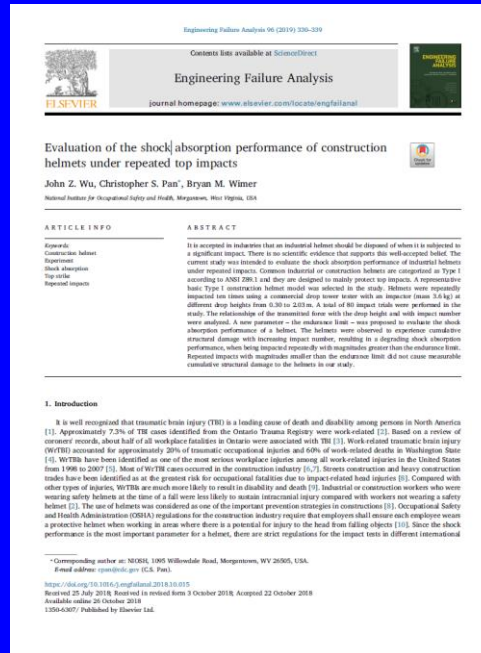 Engineering Failure Analysis 96 (2019) 330–339
Contents lists available at ScienceDirect
Engineering Failure Analysis
ELSEVIER
journal homepage: www.elsevier.com/locate/engfailanal
ENGINEERING
FAILURE
ANALYSIS
Evaluation of the shock absorption performance of construction
helmets under repeated top impacts
John Z. Wu, Christopher S. Pan*, Bryan M. Wimer
National Institute for Occupational Safety and Health, Morgantown, West Virginia, USA
ARTICLE INFO
Keywords:
Construction helmet
Experiment
Shock absorption
Top strike
Repeated impacts
ABSTRACT
It is accepted in industries that an industrial helmet should be disposed of when it is subjected to
a significant impact. There is no scientific evidence that supports this well-accepted belief. The
current study was intended to evaluate the shock absorption performance of industrial helmets
under repeated impacts. Common industrial or construction helmets are categorized as Type I
according to ANSI Z89.1 and they are designed to mainly protect top impacts. A representative
basic Type I construction helmet model was selected in the study. Helmets were repeatedly
impacted ten times using a commercial drop tower tester with an impactor (mass 3.6 kg) at
different drop heights from 0.30 to 2.03 m. A total of 80 impact trials were performed in the
study. The relationships of the transmitted force with the drop height and with impact number
were analyzed. A new parameter – the endurance limit – was proposed to evaluate the shock
absorption performance of a helmet. The helmets were observed to experience cumulative
structural damage with increasing impact number, resulting in a degrading shock absorption
performance, when being impacted repeatedly with magnitudes greater than the endurance limit.
Repeated impacts with magnitudes smaller than the endurance limit did not cause measurable
cumulative structural damage to the helmets in our study.
1. Introduction
It is well recognized that traumatic brain injury (TBI) is a leading cause of death and disability among persons in North America
[1]. Approximately 7.3% of TBI cases identified from the Ontario Trauma Registry were work-related [2]. Based on a review of
coroners' records, about half of all workplace fatalities in Ontario were associated with TBI [3]. Work-related traumatic brain injury
(WrTBI) accounted for approximately 20% of traumatic occupational injuries and 60% of work-related deaths in Washington State
[4]. WrTBIs have been identified as one of the most serious workplace injuries among all work-related injuries in the United States
from 1998 to 2007 [5]. Most of WrTBI cases occurred in the construction industry [6,7]. Streets construction and heavy construction
trades have been identified as at the greatest risk for occupational fatalities due to impact-related head injuries [8]. Compared with
other types of injuries, WrTBIs are much more likely to result in disability and death [9]. Industrial or construction workers who were
wearing safety helmets at the time of a fall were less likely to sustain intracranial injury compared with workers not wearing a safety
helmet [2]. The use of helmets was considered as one of the important prevention strategies in constructions [8]. Occupational Safety
and Health Administration (OSHA) regulations for the construction industry require that employers shall ensure each employee wears
a protective helmet when working in areas where there is a potential for injury to the head from falling objects [10]. Since the shock
performance is the most important parameter for a helmet, there are strict regulations for the impact tests in different international
* Corresponding author at: NIOSH, 1095 Willowdale Road, Morgantown, WV 26505, USA.
E-mail address: cpan@cdc.gov (C.S. Pan).
https://doi.org/10.1016/j.engfailanal.2018.10.015
Received 25 July 2018; Received in revised form 3 October 2018; Accepted 22 October 2018
Available online 26 October 2018
1350-6307/ Published by Elsevier Ltd.